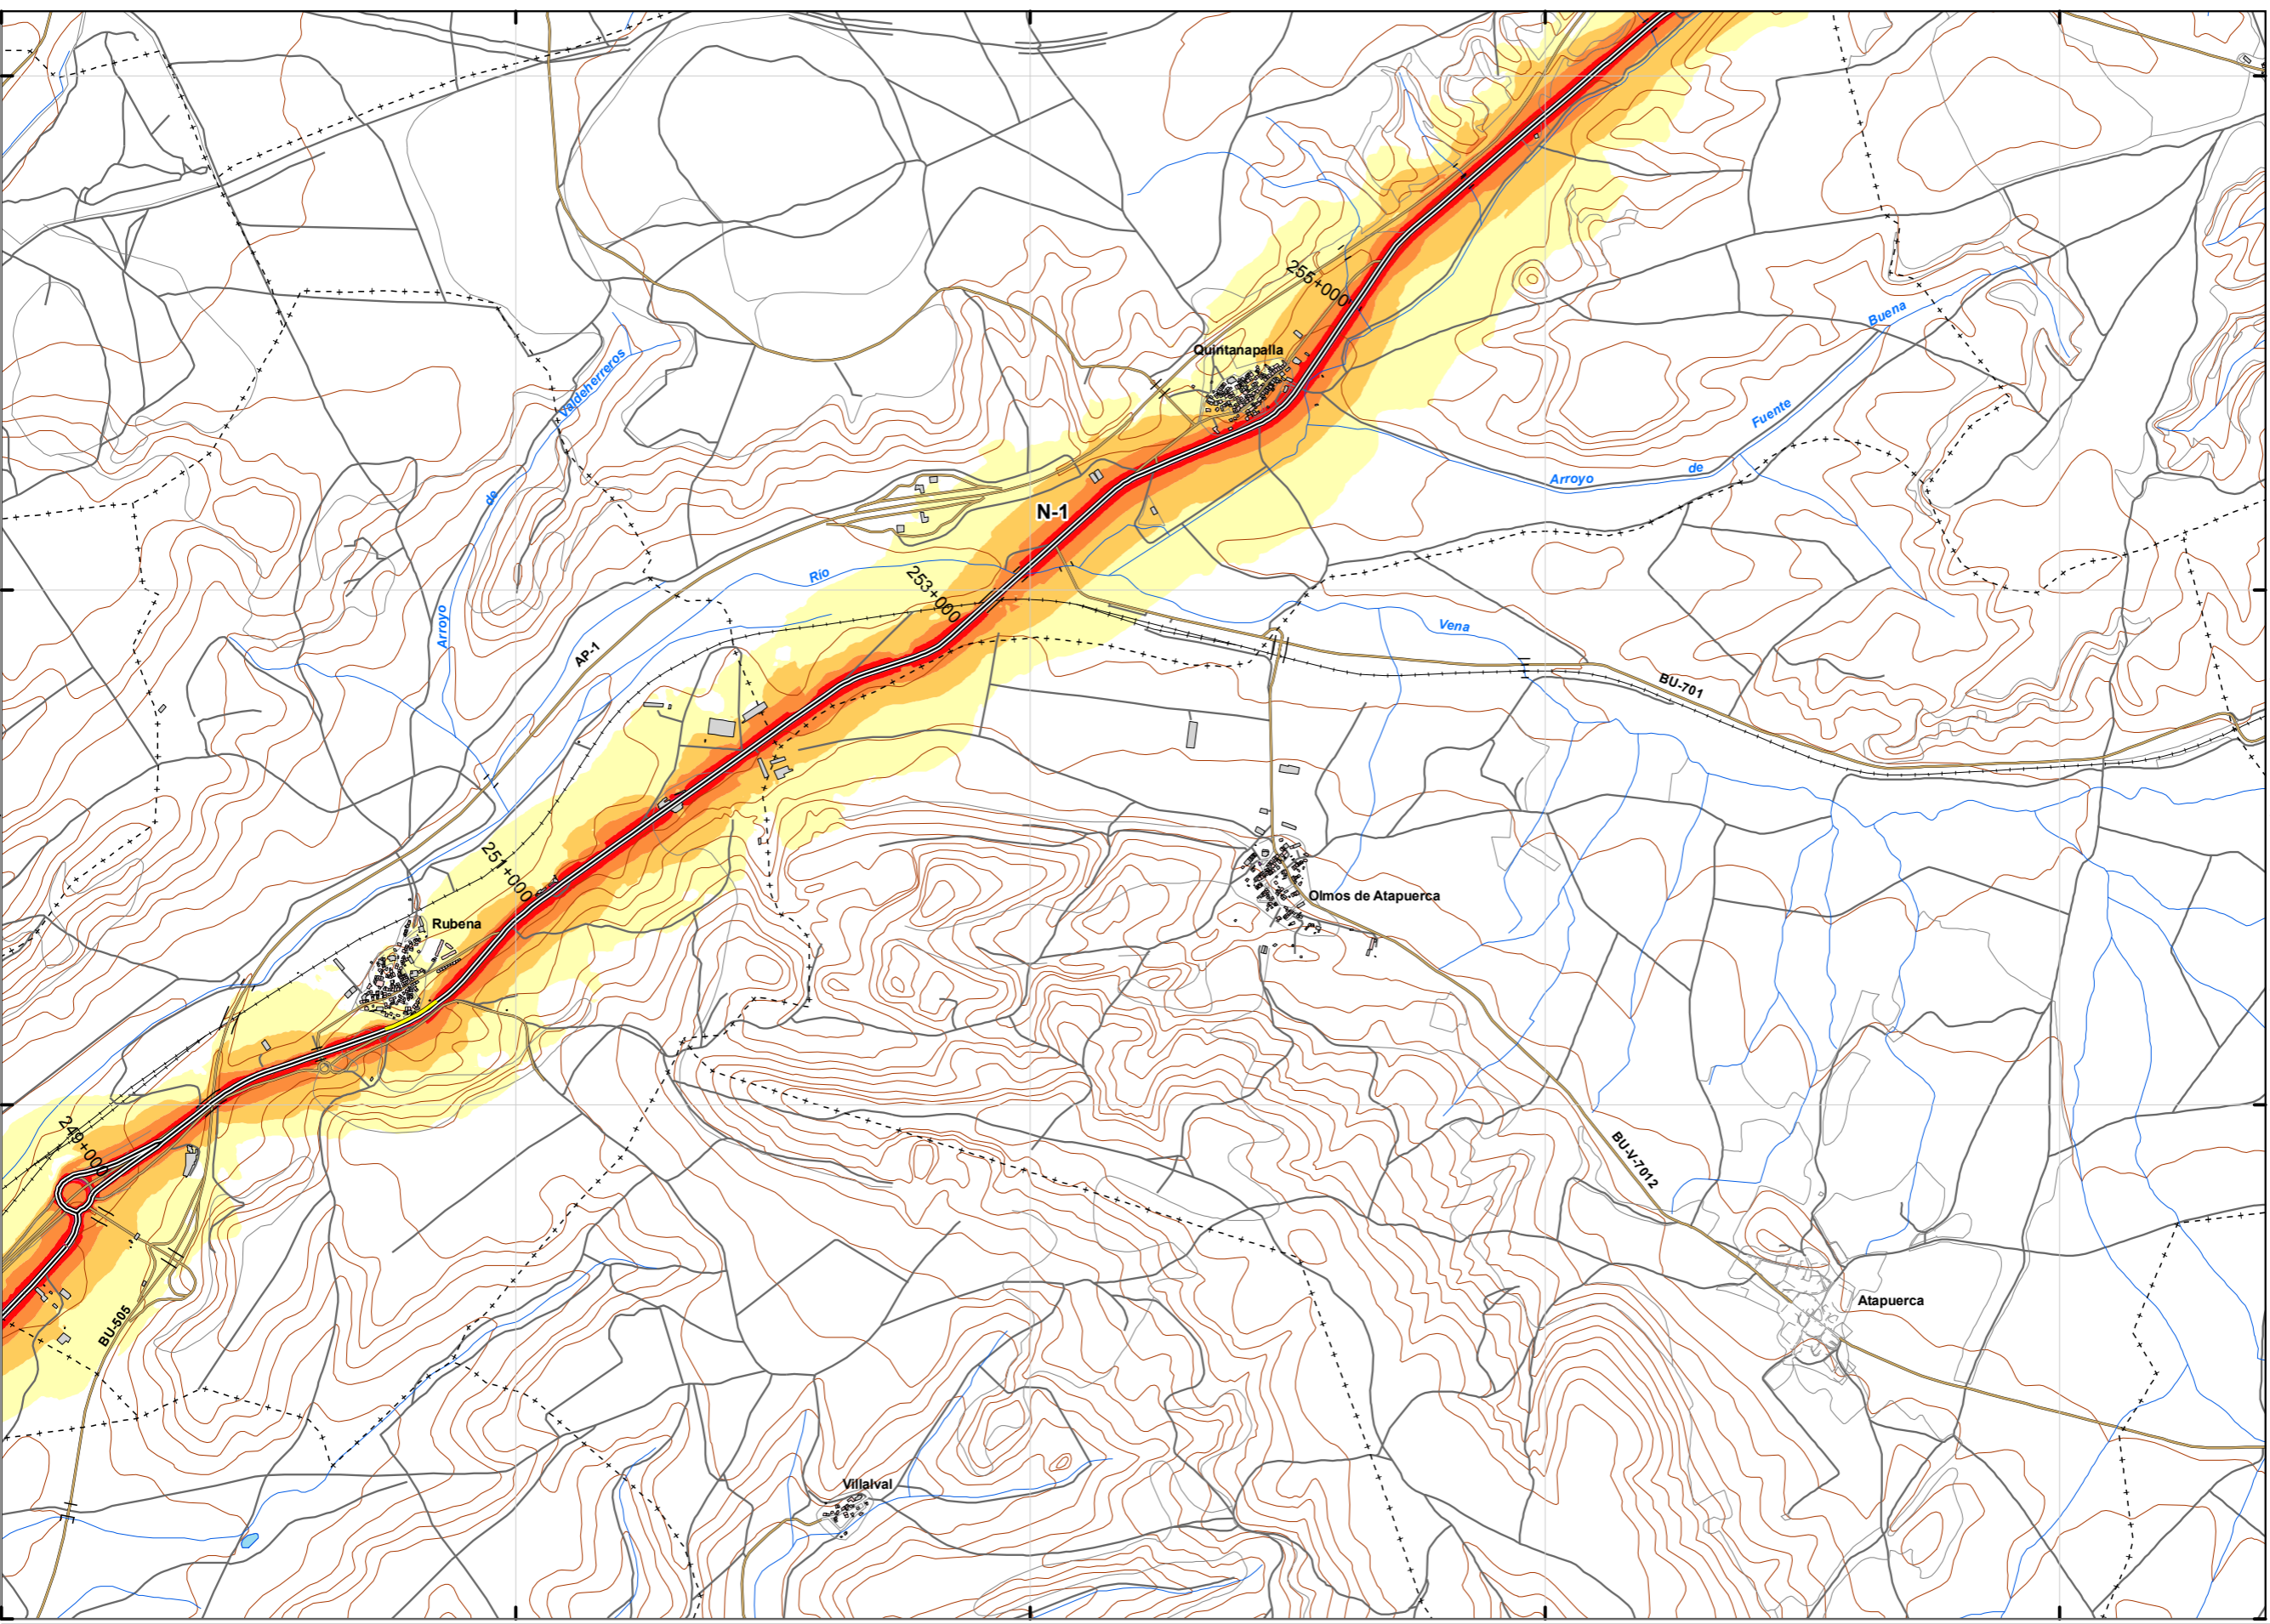 255+000
Buena
Quintanapalla
Valdeherreros
Fuente
de
Arroyo
de
N-1
Río
253+000
Arroyo
Vena
AP-1
BU-701
251+000
Olmos de Atapuerca
Rubena
249+000
BU-V-7012
Atapuerca
BU-505
Villalval